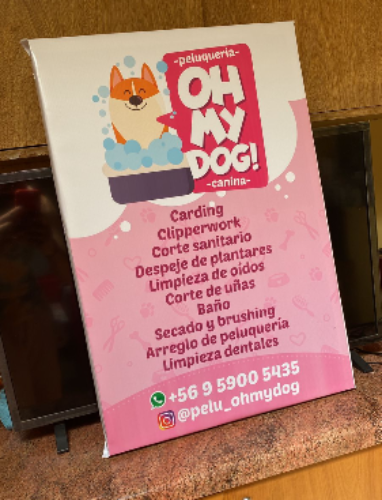 -peluquería-
OH
MY
DOG!
-canina-
Carding
Clipperwork
Corte sanitario
Despeje de plantares
Limpieza de oídos
Corte de uñas
Baño
Secado y brushing
Arreglo de peluquería
Limpieza dentales
+56 9 5900 5435
@pelu_ohmydog